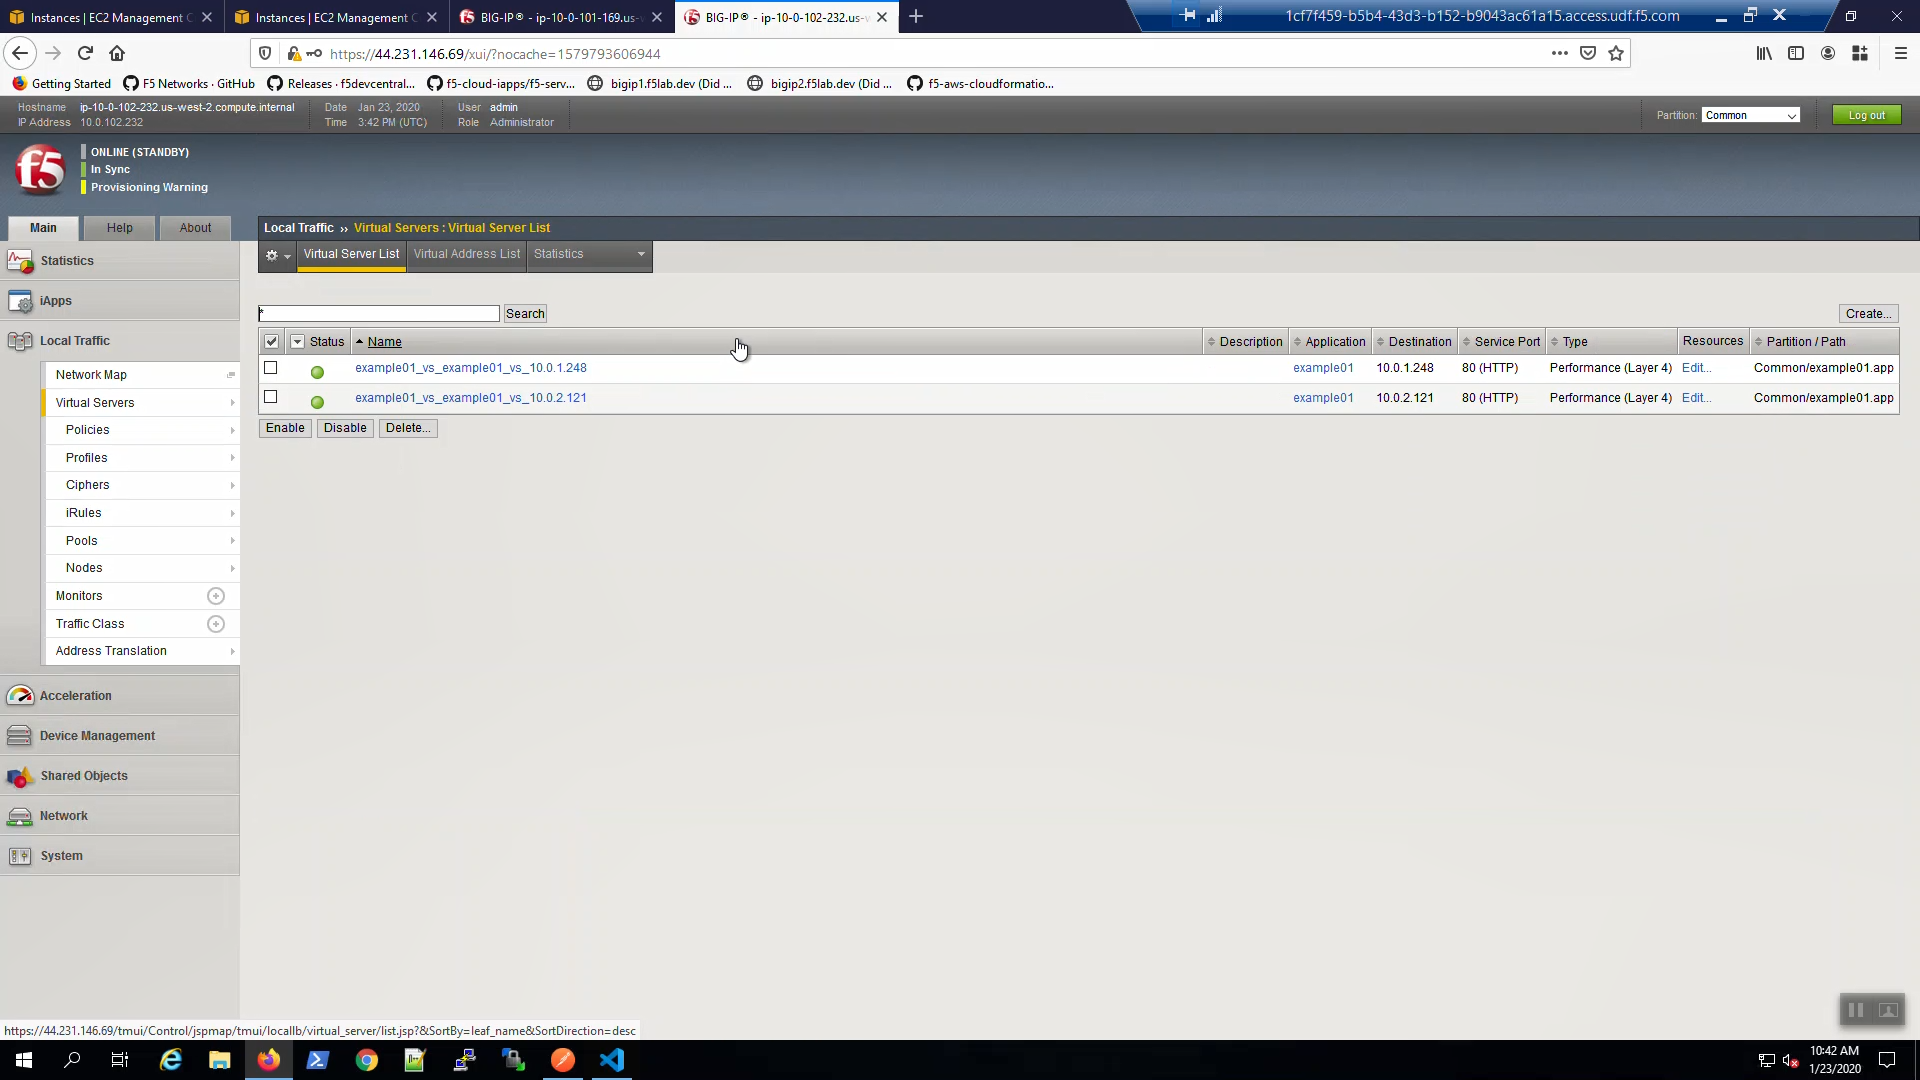 Instances | EC2 Management C
Instances | EC2 Management C
BIG-IP® - ip-10-0-101-169.us-w
BIG-IP® - ip-10-0-102-232.us-w
1cf7f459-b5b4-43d3-b152-b9043ac61a15.access.udf.f5.com
https://44.231.146.69/xui/?nocache=1579793606944
Getting Started
F5 Networks · GitHub
Releases · f5devcentral...
f5-cloud-iapps/f5-serv...
bigip1.f5lab.dev (Did ...
bigip2.f5lab.dev (Did ...
f5-aws-cloudformatio...
Hostname ip-10-0-102-232.us-west-2.compute.internal
Date Jan 23, 2020
User admin
IP Address 10.0.102.232
Time 3:42 PM (UTC)
Role Administrator
Partition: Common
Log out
f5
ONLINE (STANDBY)
In Sync
Provisioning Warning
Main
Help
About
Local Traffic ›› Virtual Servers : Virtual Server List
Virtual Server List
Virtual Address List
Statistics
Statistics
iApps
Local Traffic
Network Map
Virtual Servers
Policies
Profiles
Ciphers
iRules
Pools
Nodes
Monitors
Traffic Class
Address Translation
Acceleration
Device Management
Shared Objects
Network
System
*
Search
Create...
Status Name Description Application Destination Service Port Type Resources Partition / Path
example01_vs_example01_vs_10.0.1.248 example01 10.0.1.248 80 (HTTP) Performance (Layer 4) Edit... Common/example01.app
example01_vs_example01_vs_10.0.2.121 example01 10.0.2.121 80 (HTTP) Performance (Layer 4) Edit... Common/example01.app
Enable
Disable
Delete...
https://44.231.146.69/tmui/Control/jspmap/tmui/locallb/virtual_server/list.jsp?&SortBy=leaf_name&SortDirection=desc
10:42 AM
1/23/2020